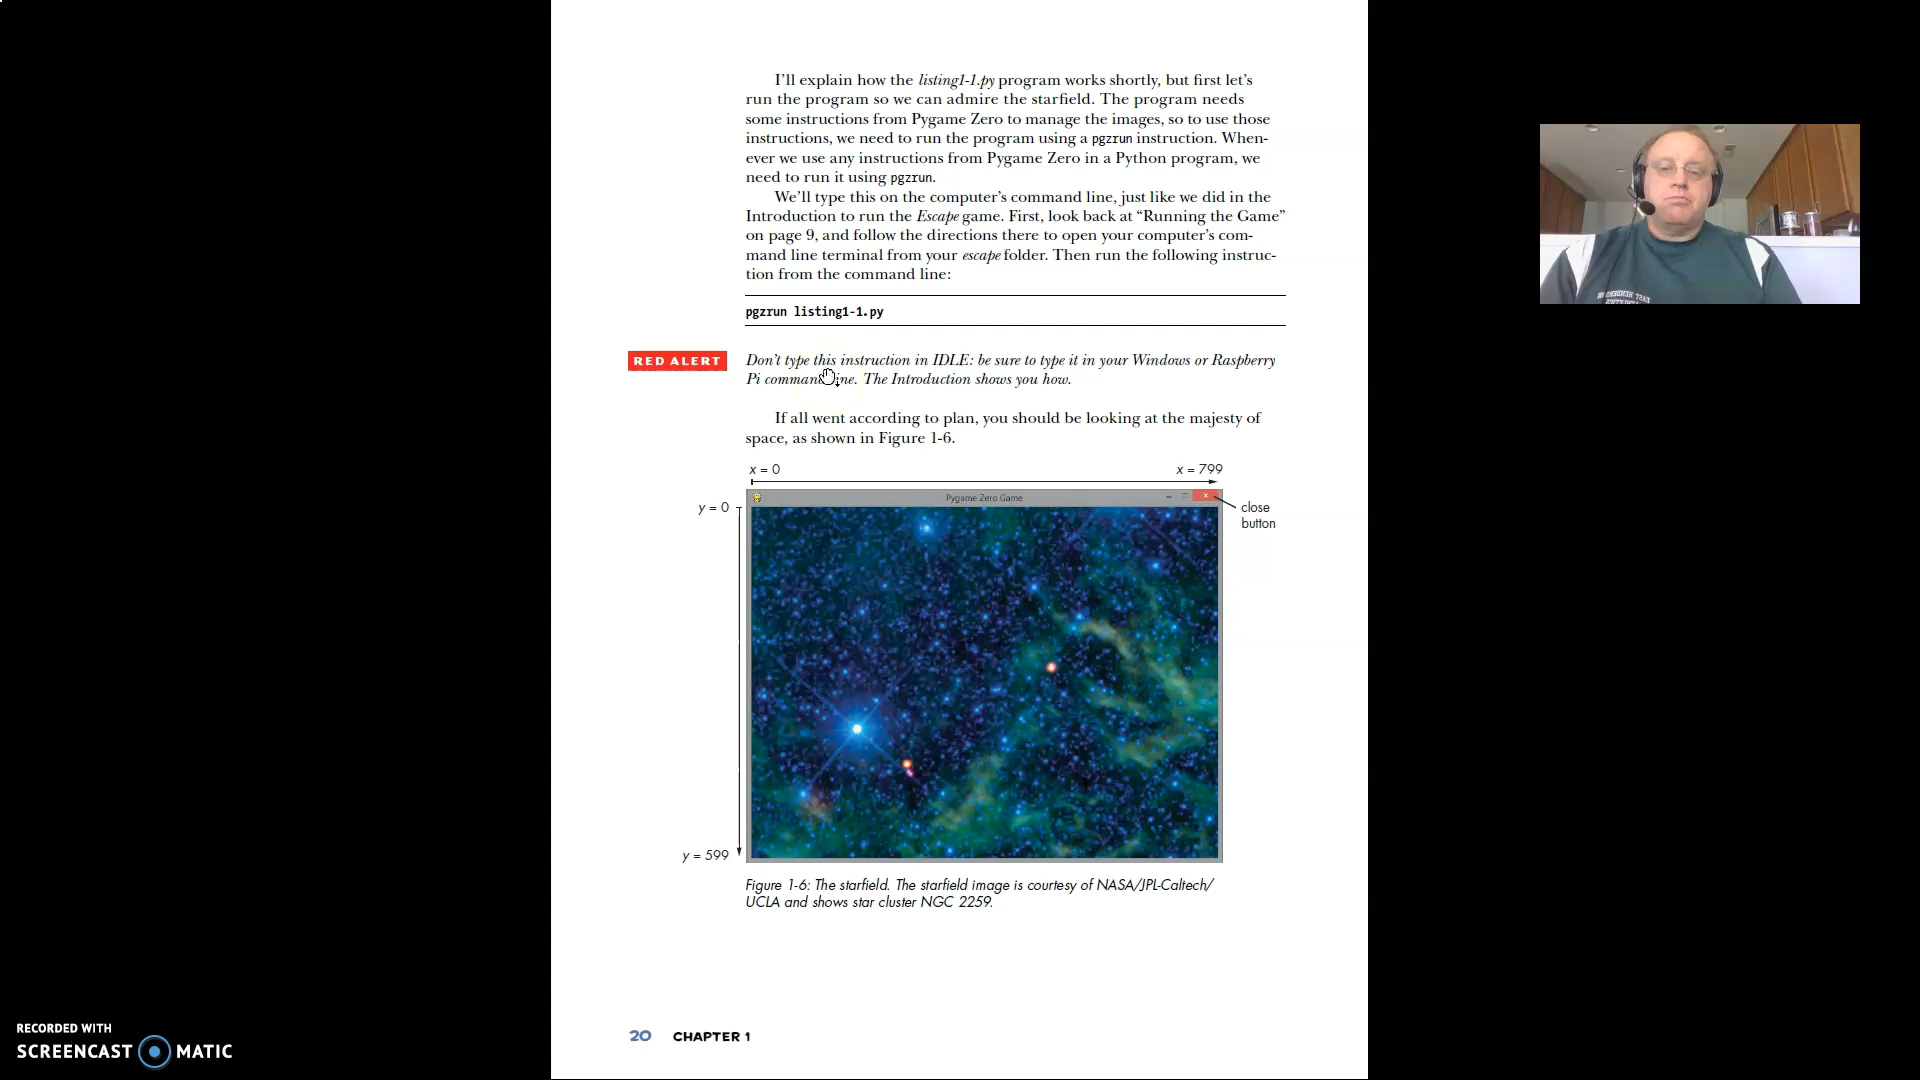 I'll explain how the listing1-1.py program works shortly, but first let's
run the program so we can admire the starfield. The program needs
some instructions from Pygame Zero to manage the images, so to use those
instructions, we need to run the program using a pgzrun instruction. When-
ever we use any instructions from Pygame Zero in a Python program, we
need to run it using pgzrun.
We'll type this on the computer's command line, just like we did in the
Introduction to run the Escape game. First, look back at “Running the Game”
on page 9, and follow the directions there to open your computer's com-
mand line terminal from your escape folder. Then run the following instruc-
tion from the command line:
pgzrun listing1-1.py
RED ALERT
Don't type this instruction in IDLE: be sure to type it in your Windows or Raspberry
Pi command line. The Introduction shows you how.
If all went according to plan, you should be looking at the majesty of
space, as shown in Figure 1-6.
x = 0 x = 799
Pygame Zero Game
y = 0
close
button
y = 599
Figure 1-6: The starfield. The starfield image is courtesy of NASA/JPL-Caltech/
UCLA and shows star cluster NGC 2259.
20 CHAPTER 1
RECORDED WITH
SCREENCAST MATIC